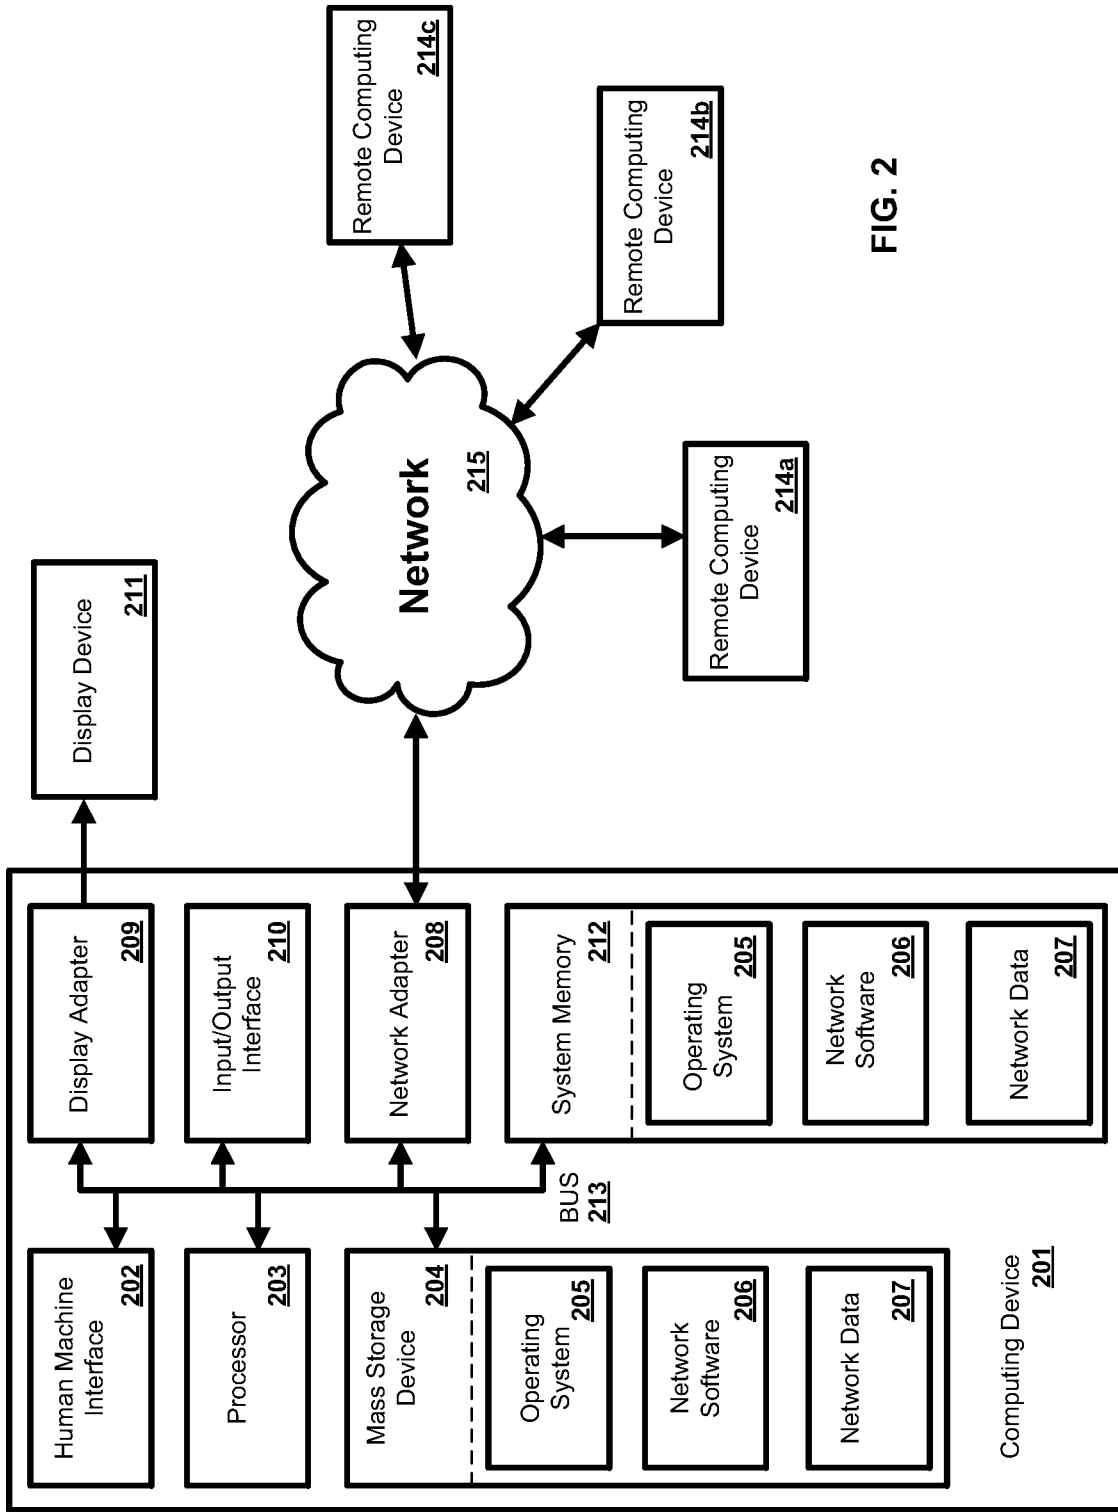 Human Machine
Interface
202
Processor
203
Mass Storage
Device
204
Operating
System
205
Network
Software
206
Network Data
207
Computing Device
201
BUS
213
Display Adapter
209
Input/Output
Interface
210
Network Adapter
208
System Memory
212
Operating
System
205
Network
Software
206
Network Data
207
Display Device
211
Network
215
Remote Computing
Device
214a
Remote Computing
Device
214b
Remote Computing
Device
214c
FIG. 2